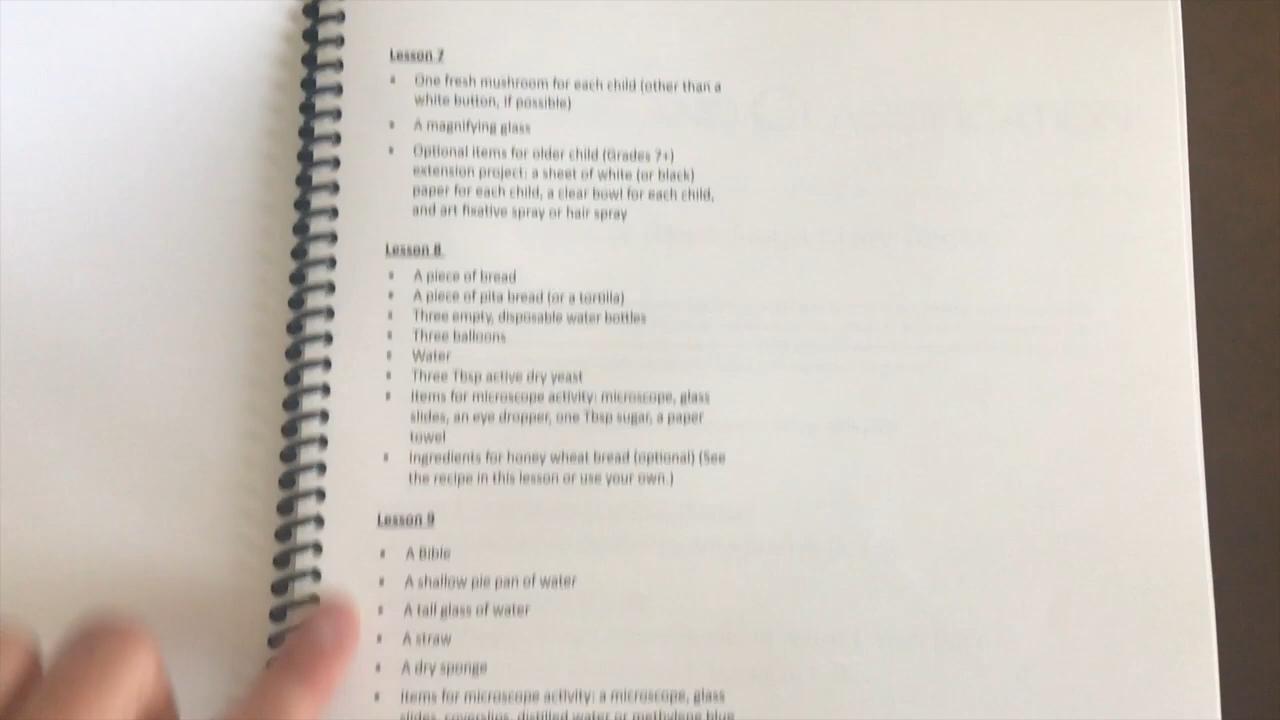 Lesson 7
▪ One fresh mushroom for each child (other than a
white button, if possible)
▪ A magnifying glass
▪ Optional items for older child (Grades 7+)
extension project: a sheet of white (or black)
paper for each child, a clear bowl for each child,
and art fixative spray or hair spray
Lesson 8
▪ A piece of bread
▪ A piece of pita bread (or a tortilla)
▪ Three empty, disposable water bottles
▪ Three balloons
▪ Water
▪ Three Tbsp active dry yeast
▪ Items for microscope activity: microscope, glass
slides, an eye dropper, one Tbsp sugar, a paper
towel
▪ Ingredients for honey wheat bread (optional) (See
the recipe in this lesson or use your own.)
Lesson 9
▪ A Bible
▪ A shallow pie pan of water
▪ A tall glass of water
▪ A straw
▪ A dry sponge
▪ Items for microscope activity: a microscope, glass
slides, coverslips, distilled water or methylene blue